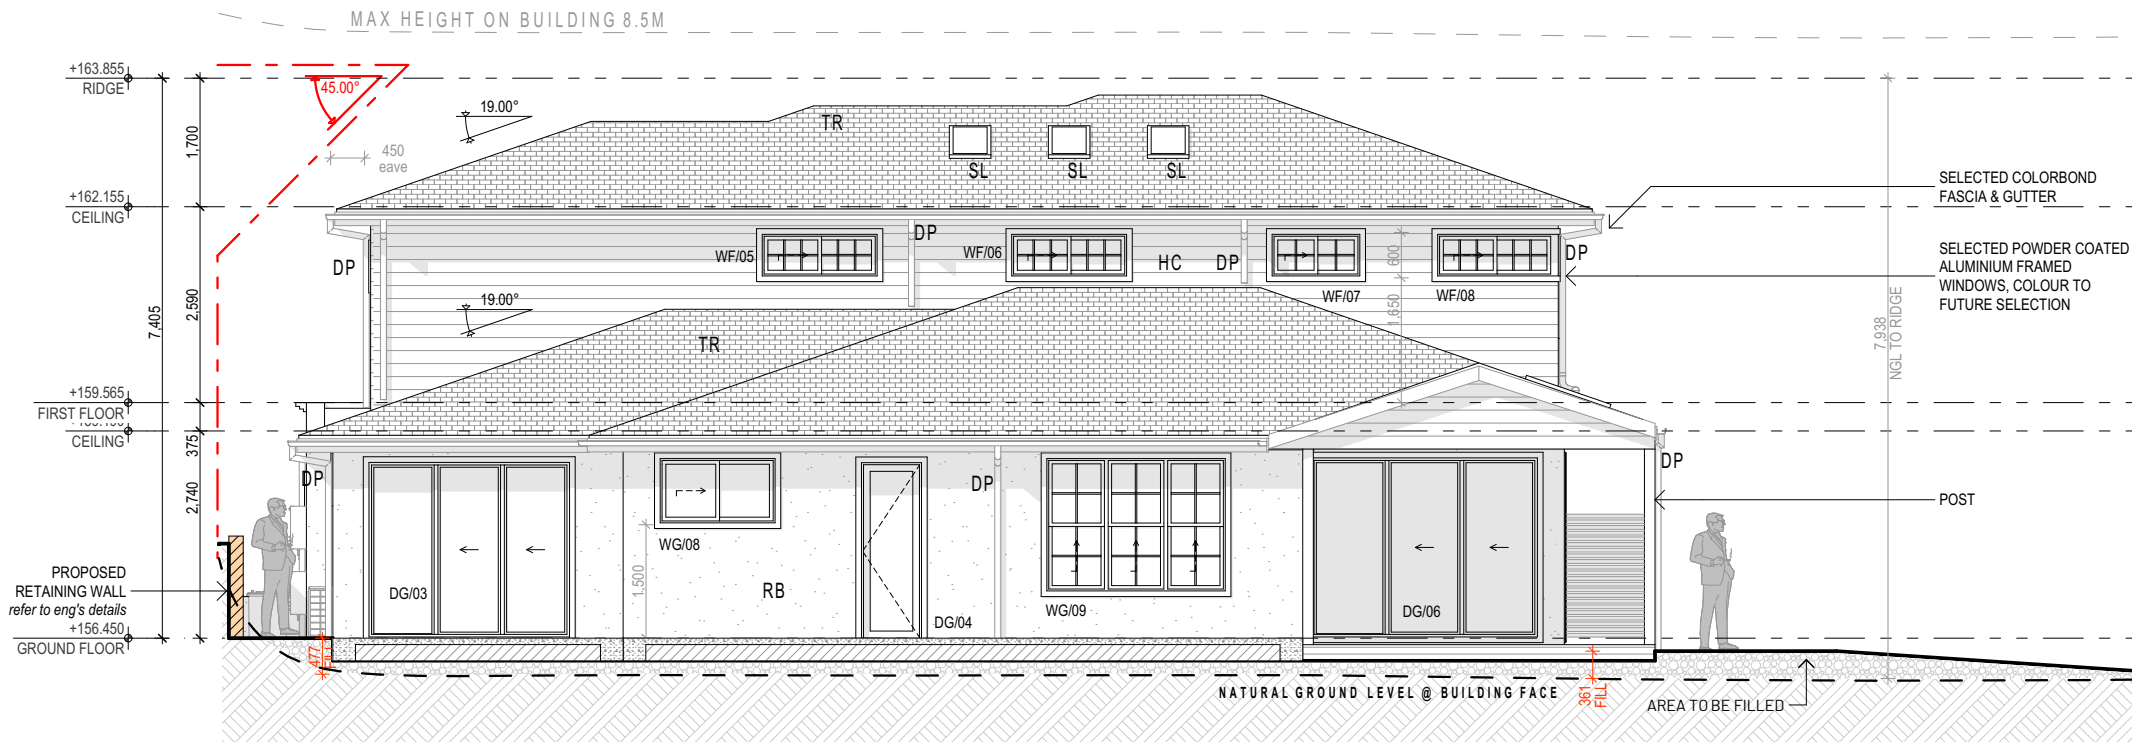 MAX HEIGHT ON BUILDING 8.5M
+163.855
RIDGE
45.00°
19.00°
450
eave
1,700
TR
SL
SL
SL
+162.155
CEILING
SELECTED COLORBOND
FASCIA & GUTTER
DP
WF/05
DP
WF/06
HC
DP
WF/07
600
WF/08
DP
SELECTED POWDER COATED
ALUMINIUM FRAMED
WINDOWS, COLOUR TO
FUTURE SELECTION
19.00°
7,405
2,590
1,650
7,938
NGL TO RIDGE
TR
+159.565
FIRST FLOOR
CEILING
375
2,740
DP
DP
DP
POST
WG/08
1,500
DG/03
RB
DG/04
WG/09
DG/06
PROPOSED
RETAINING WALL
refer to eng's details
+156.450
GROUND FLOOR
477
FILL
NATURAL GROUND LEVEL @ BUILDING FACE
361
FILL
AREA TO BE FILLED